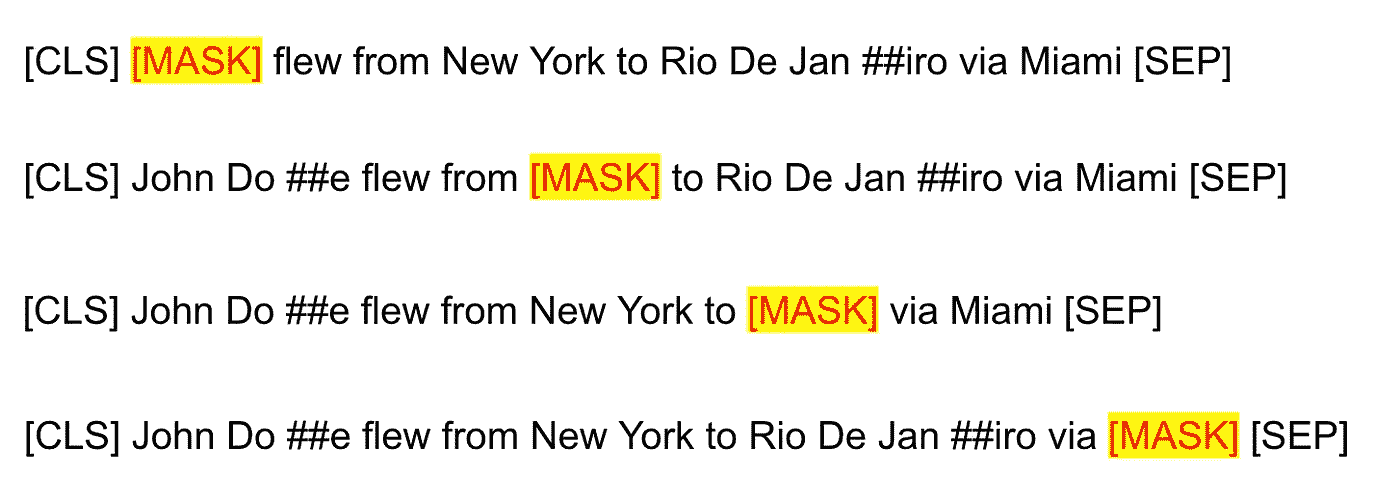 [CLS] [MASK] flew from New York to Rio De Jan ##iro via Miami [SEP]
[CLS] John Do ##e flew from [MASK] to Rio De Jan ##iro via Miami [SEP]
[CLS] John Do ##e flew from New York to [MASK] via Miami [SEP]
[CLS] John Do ##e flew from New York to Rio De Jan ##iro via [MASK] [SEP]